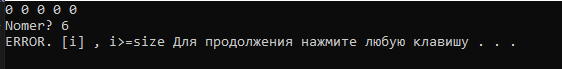 0 0 0 0 0
Nomer? 6
ERROR. [i] , i>=size Для продолжения нажмите любую клавишу . . .